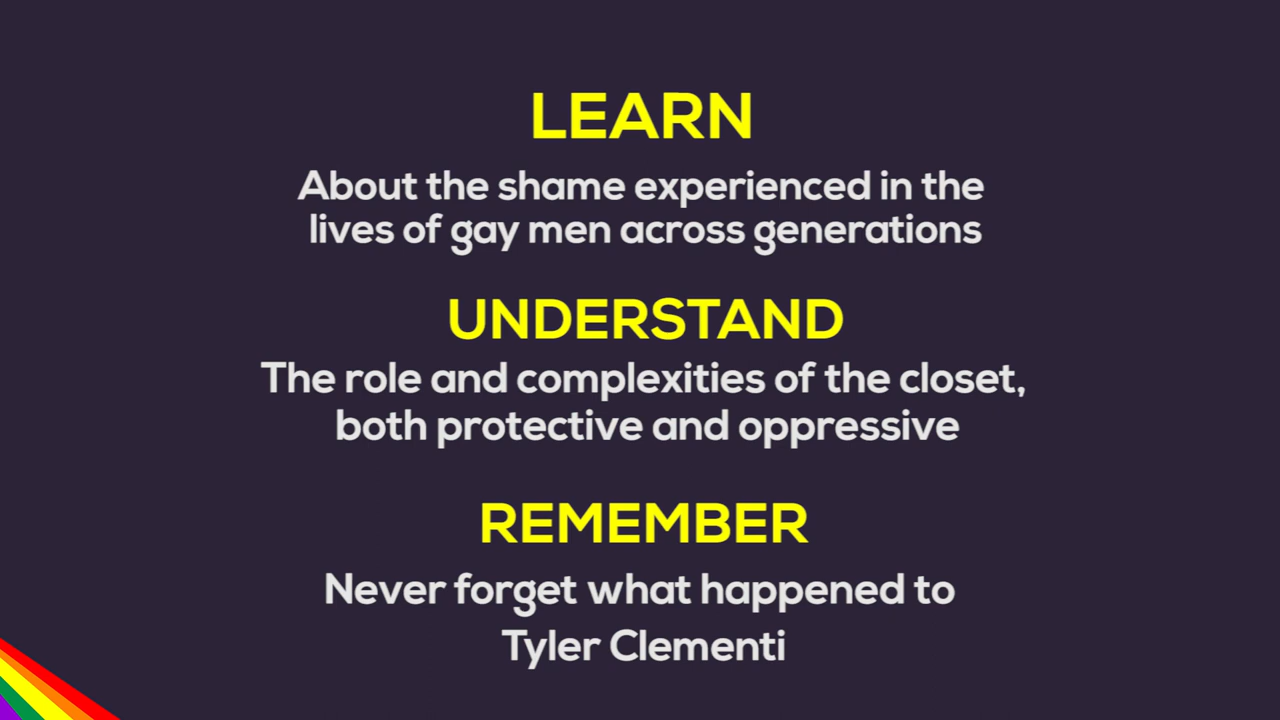 LEARN
About the shame experienced in the
lives of gay men across generations
UNDERSTAND
The role and complexities of the closet,
both protective and oppressive
REMEMBER
Never forget what happened to
Tyler Clementi